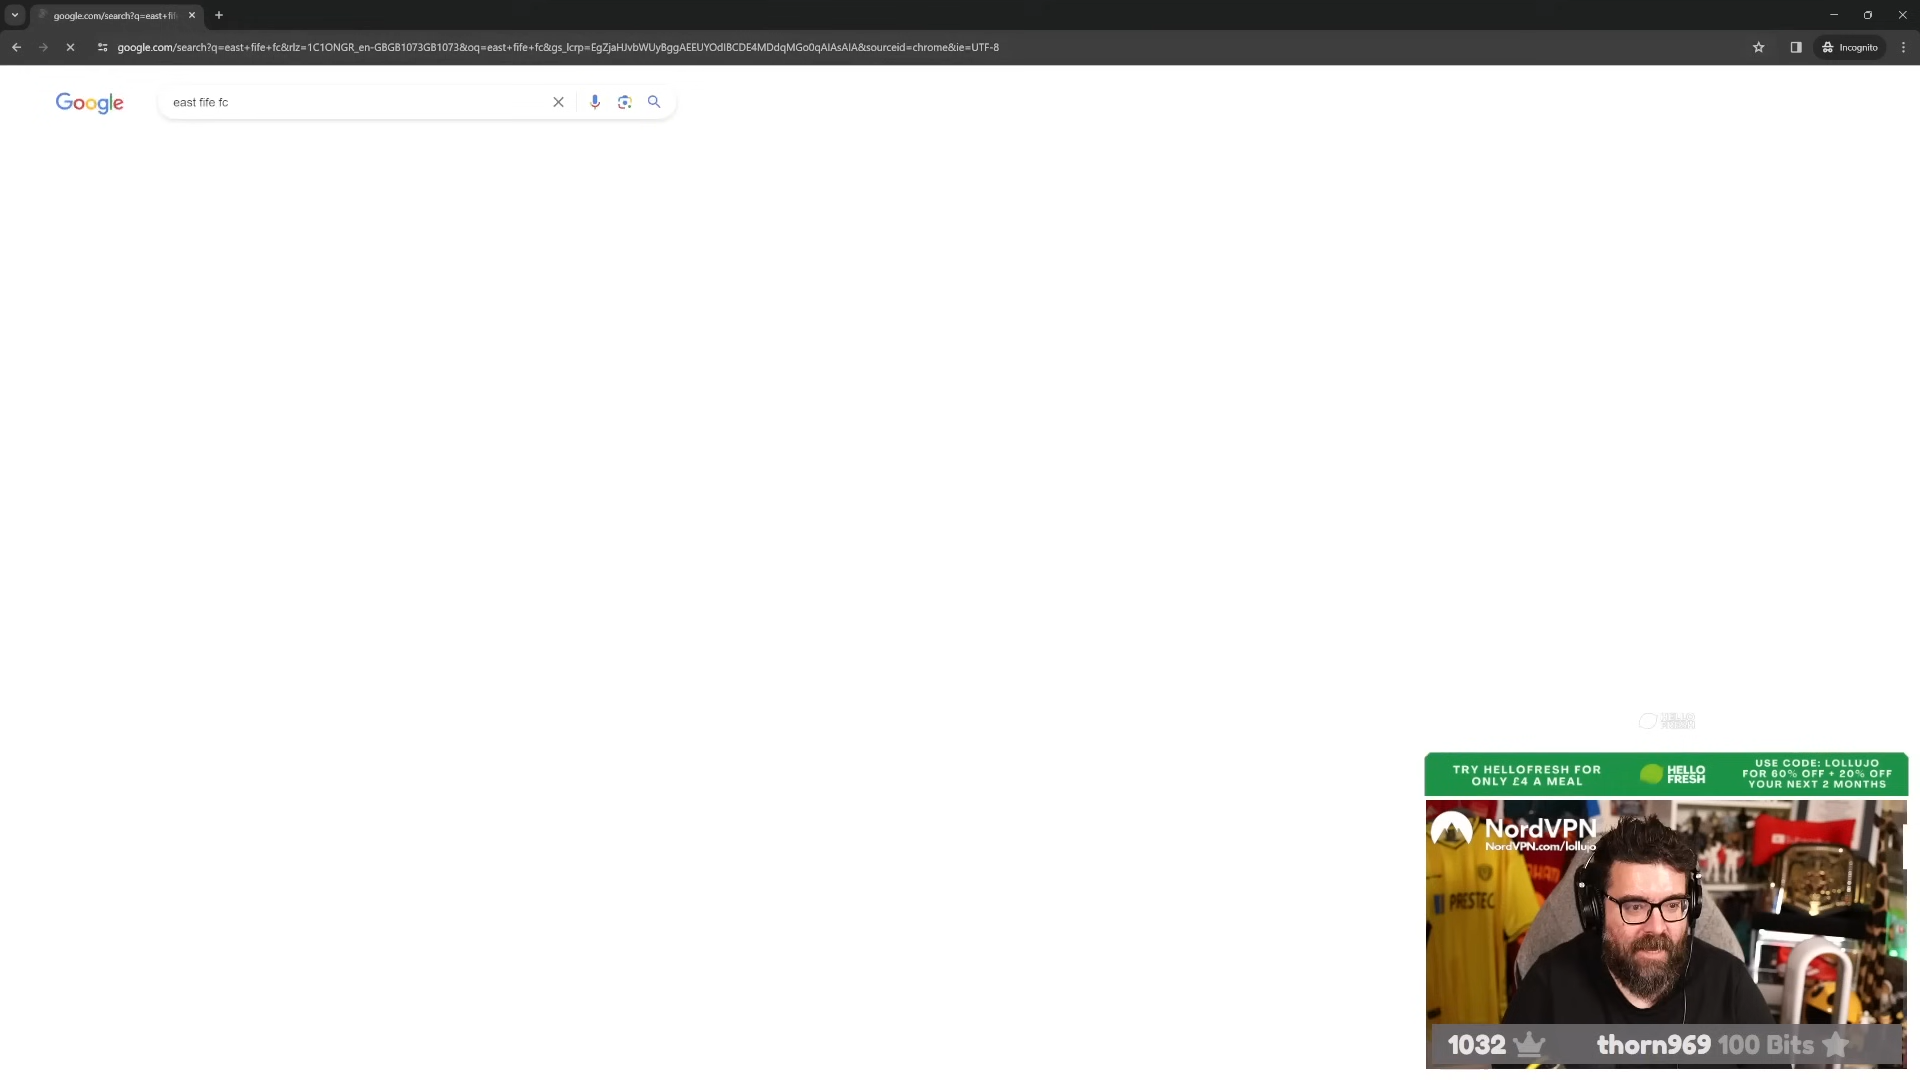 google.com/search?q=east+fif
google.com/search?q=east+fife+fc&rlz=1C1ONGR_en-GBGB1073GB1073&oq=east+fife+fc&gs_lcrp=EgZjaHJvbWUyBggAEEUYOdIBCDE4MDdqMGo0qAIAsAIA&sourceid=chrome&ie=UTF-8
Incognito
Google
east fife fc
HELLO
FRESH
TRY HELLOFRESH FOR
ONLY £4 A MEAL
HELLO
FRESH
USE CODE: LOLLUJO
FOR 60% OFF + 20% OFF
YOUR NEXT 2 MONTHS
NordVPN
NordVPN.com/lollujo
PRESTEC
1032
thorn969 100 Bits